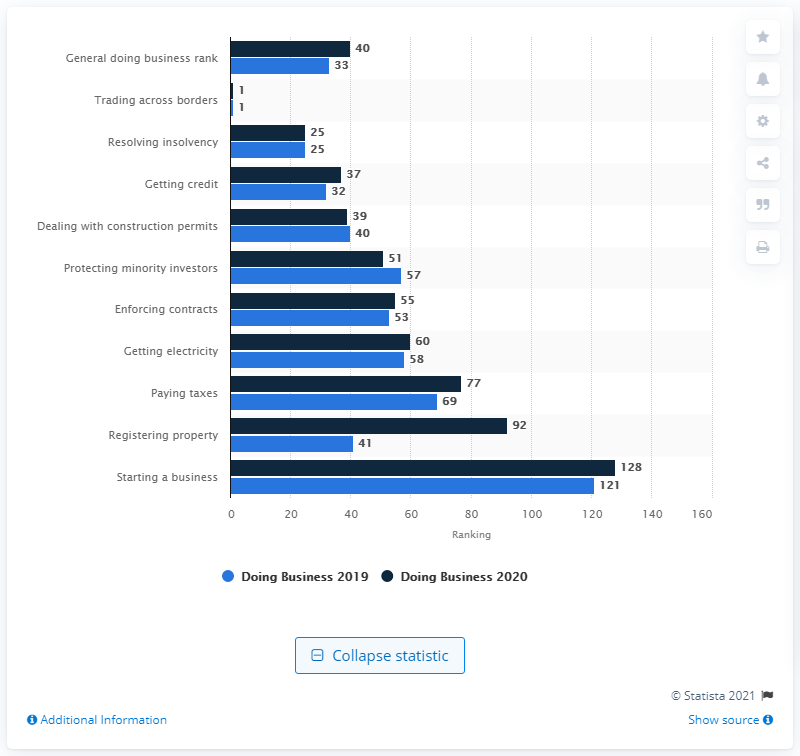 General doing business rank 40
33
Trading across borders 1
1
Resolving insolvency 25
25
Getting credit 37
32
Dealing with construction permits 39
40
Protecting minority investors 51
57
Enforcing contracts 55
53
Getting electricity 60
58
Paying taxes 77
69
Registering property 92
41
Starting a business 128
121
0 20 40 60 80 100 120 140 160
Ranking
Doing Business 2019 Doing Business 2020
Collapse statistic
© Statista 2021
Additional Information Show source